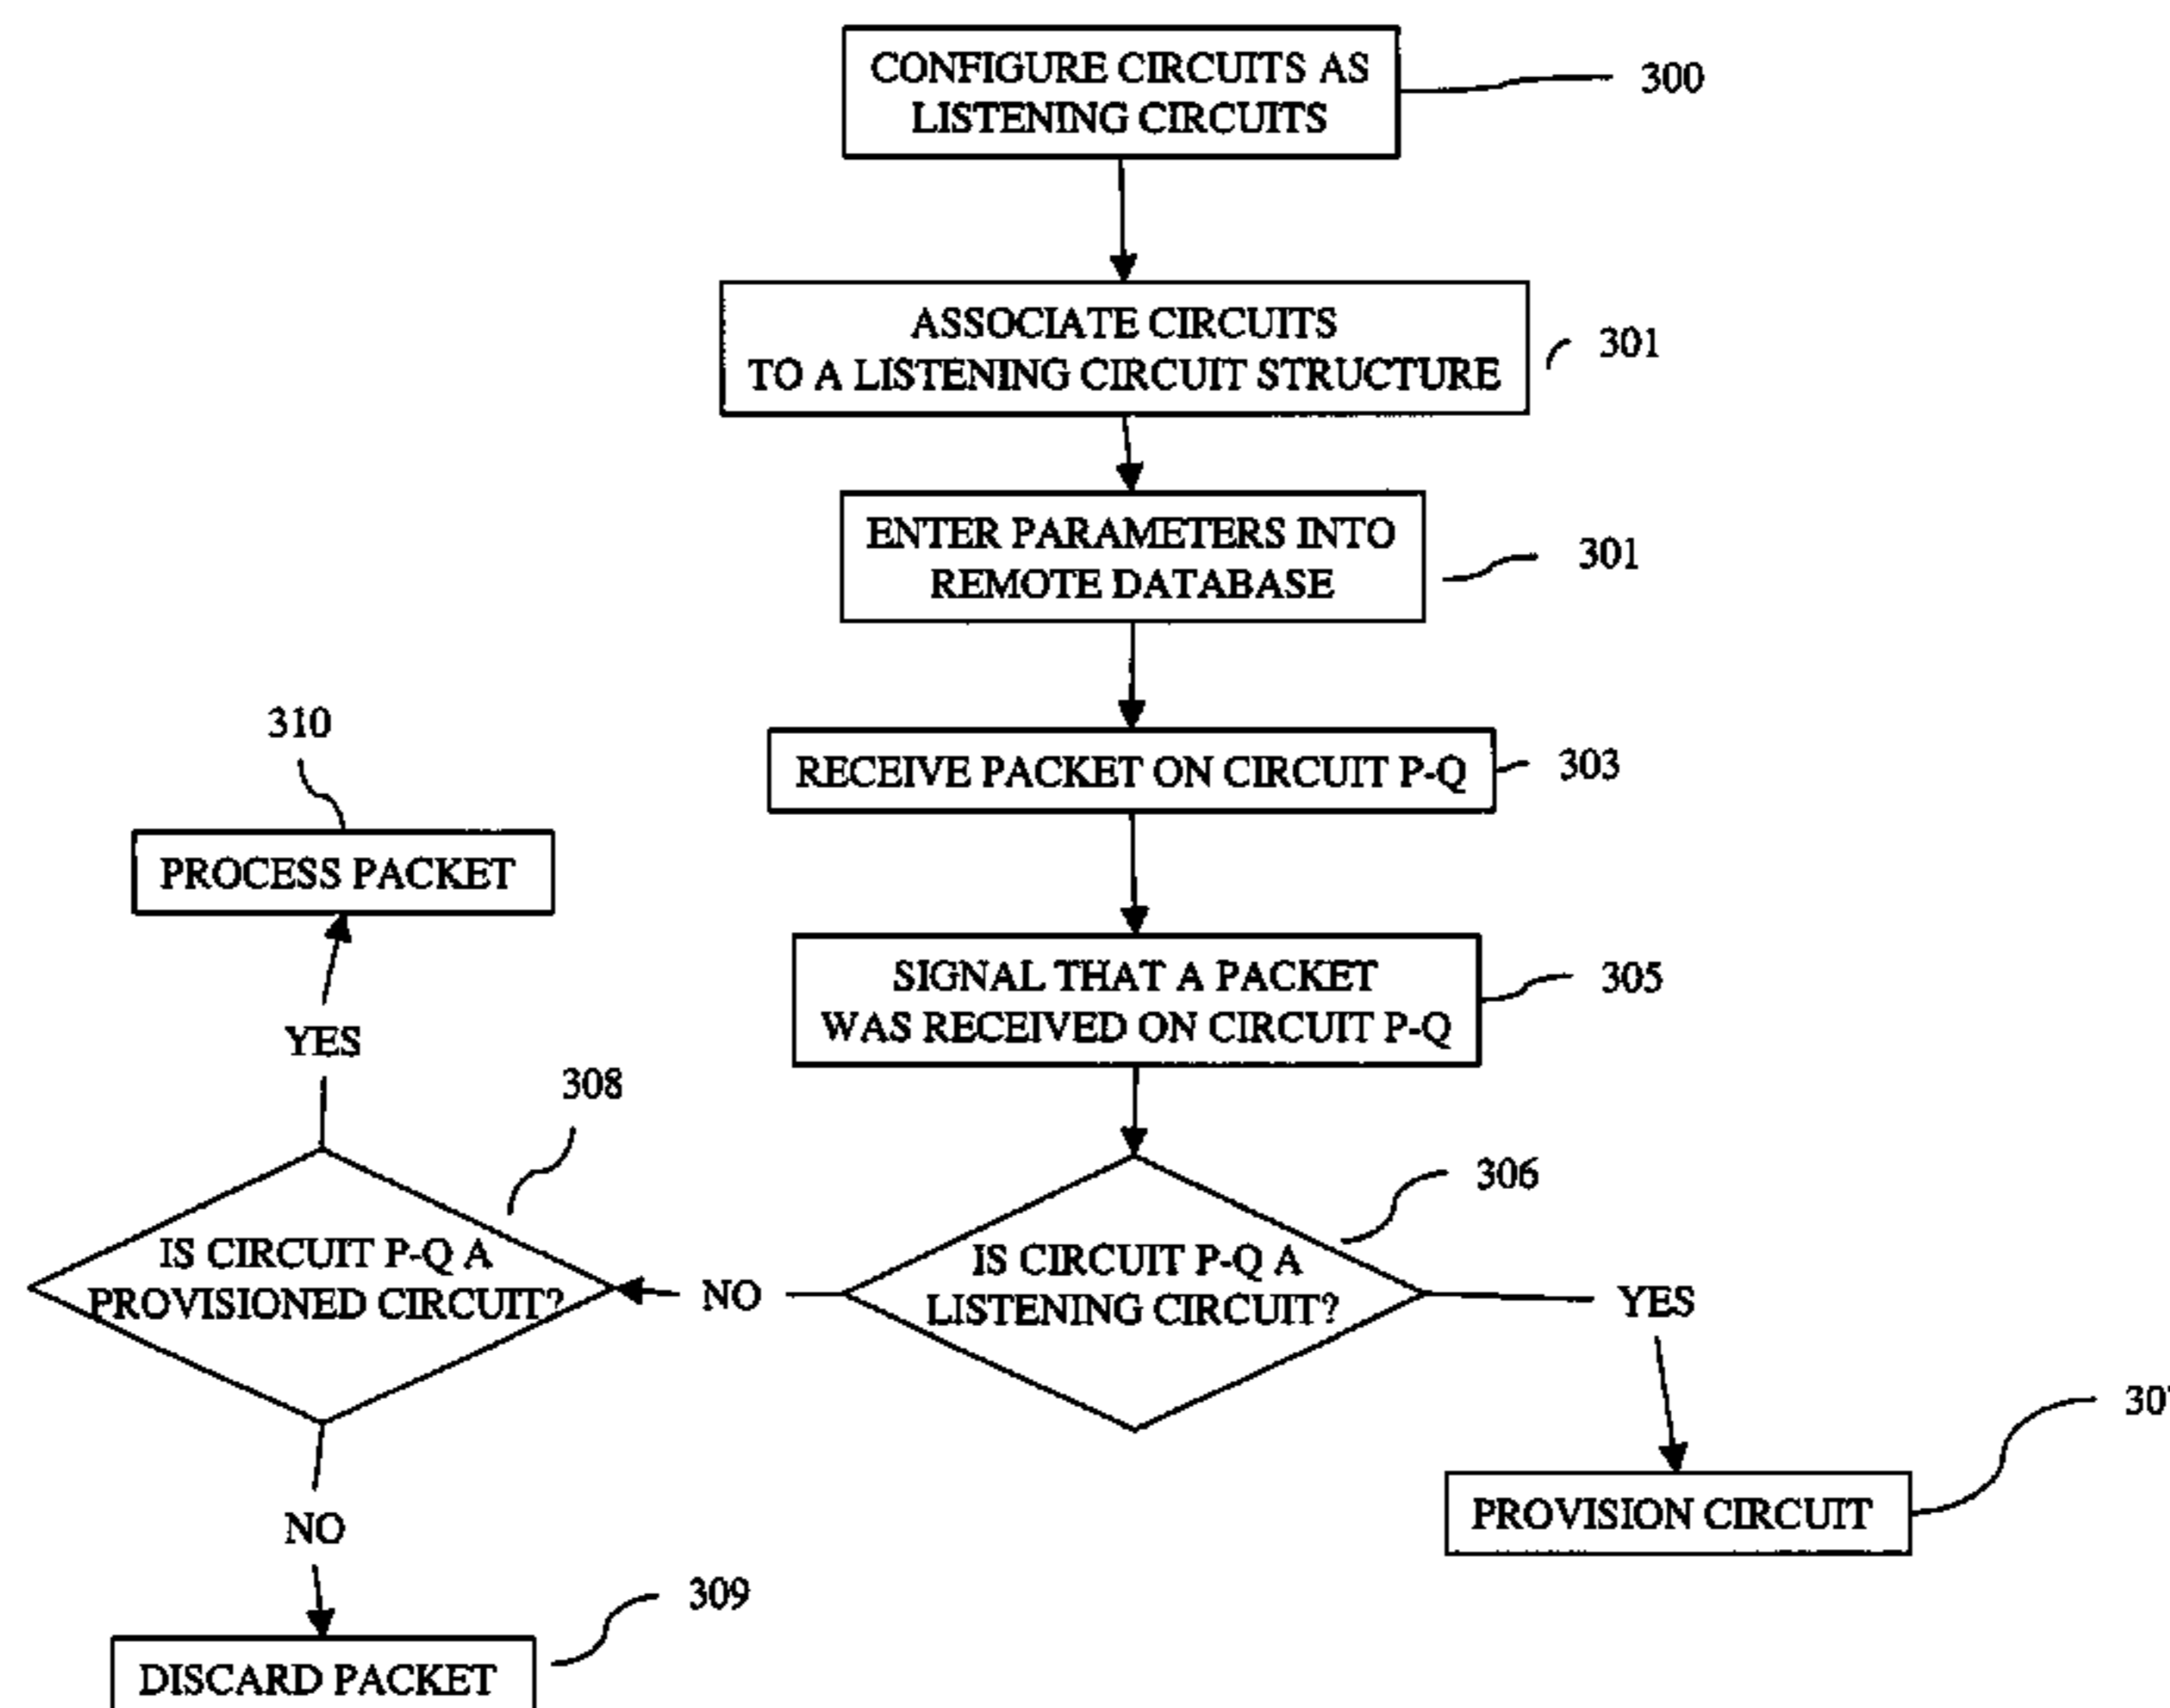 CONFIGURE CIRCUITS AS
LISTENING CIRCUITS
300
ASSOCIATE CIRCUITS
TO A LISTENING CIRCUIT STRUCTURE
301
ENTER PARAMETERS INTO
REMOTE DATABASE
301
RECEIVE PACKET ON CIRCUIT P-Q
303
SIGNAL THAT A PACKET
WAS RECEIVED ON CIRCUIT P-Q
305
IS CIRCUIT P-Q A
LISTENING CIRCUIT?
306
YES
PROVISION CIRCUIT
NO
IS CIRCUIT P-Q A
PROVISIONED CIRCUIT?
308
YES
PROCESS PACKET
310
NO
DISCARD PACKET
309